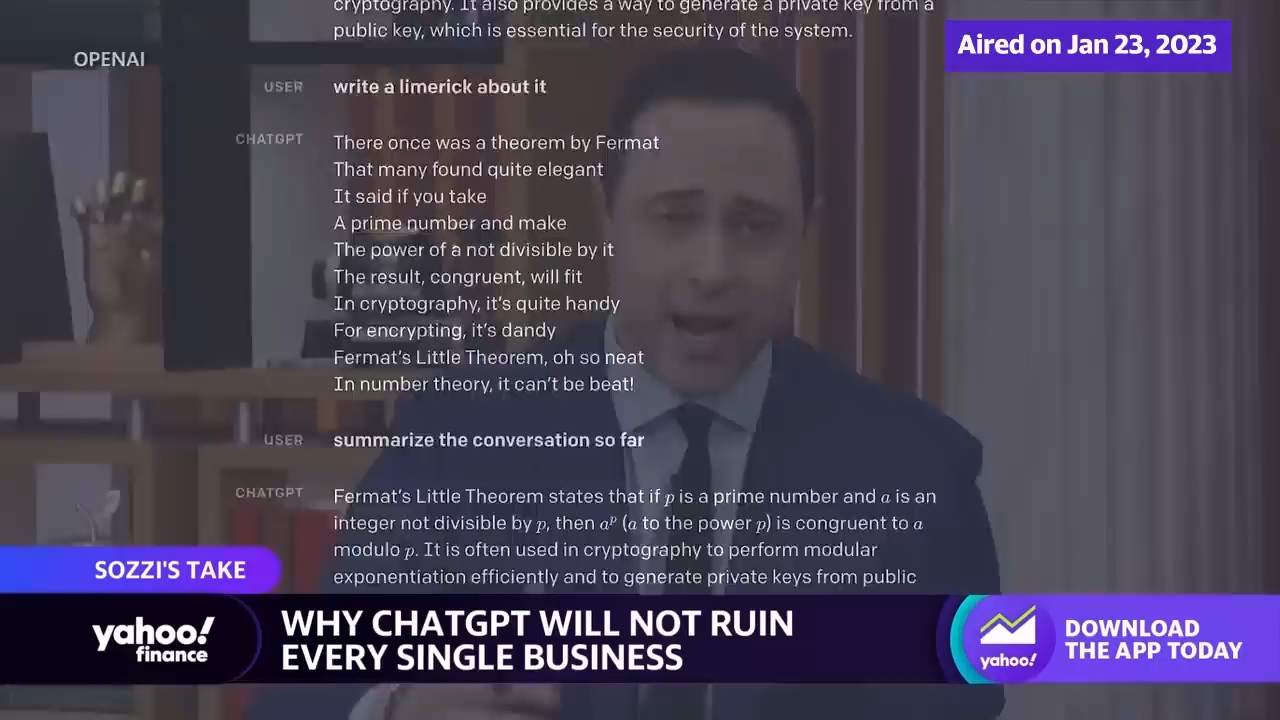 cryptography. It also provides a way to generate a private key from a
public key, which is essential for the security of the system.
Aired on Jan 23, 2023
OPENAI
USER write a limerick about it
CHATGPT There once was a theorem by Fermat
That many found quite elegant
It said if you take
A prime number and make
The power of a not divisible by it
The result, congruent, will fit
In cryptography, it's quite handy
For encrypting, it's dandy
Fermat's Little Theorem, oh so neat
In number theory, it can't be beat!
USER summarize the conversation so far
CHATGPT Fermat's Little Theorem states that if p is a prime number and a is an
integer not divisible by p, then aᵖ (a to the power p) is congruent to a
modulo p. It is often used in cryptography to perform modular
exponentiation efficiently and to generate private keys from public
SOZZI'S TAKE
yahoo!
finance
WHY CHATGPT WILL NOT RUIN
EVERY SINGLE BUSINESS
yahoo!
DOWNLOAD
THE APP TODAY